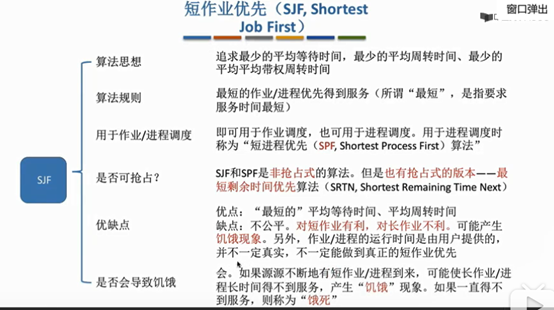 窗口弹出
短作业优先（SJF, Shortest
Job First）
SJF
算法思想
追求最少的平均等待时间，最少的平均周转时间、最少的
平均平均带权周转时间
算法规则
最短的作业/进程优先得到服务（所谓“最短”，是指要求
服务时间最短）
用于作业/进程调度
即可用于作业调度，也可用于进程调度。用于进程调度时
称为“短进程优先（SPF, Shortest Process First）算法”
是否可抢占？
SJF和SPF是非抢占式的算法。但是也有抢占式的版本——最
短剩余时间优先算法（SRTN, Shortest Remaining Time Next）
优缺点
优点：“最短的”平均等待时间、平均周转时间
缺点：不公平。对短作业有利，对长作业不利。可能产生
饥饿现象。另外，作业/进程的运行时间是由用户提供的，
并不一定真实，不一定能做到真正的短作业优先
是否会导致饥饿
会。如果源源不断地有短作业/进程到来，可能使长作业/进
程长时间得不到服务，产生“饥饿”现象。如果一直得不
到服务，则称为“饿死”